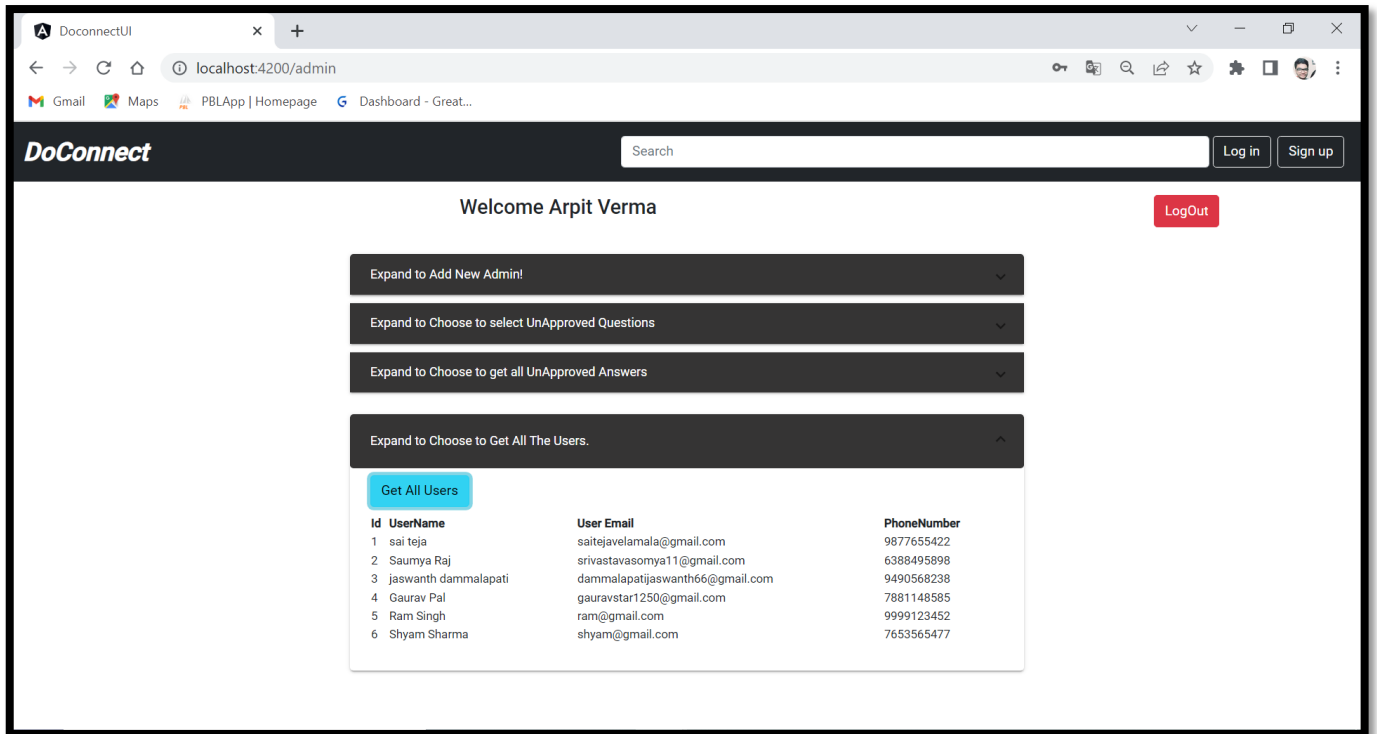 DoconnectUI
localhost:4200/admin
Gmail Maps PBLApp | Homepage Dashboard - Great...
DoConnect Search Log in Sign up
Welcome Arpit Verma LogOut
Expand to Add New Admin!
Expand to Choose to select UnApproved Questions
Expand to Choose to get all UnApproved Answers
Expand to Choose to Get All The Users.
Get All Users
Id UserName User Email PhoneNumber
1 sai teja saitejavelamala@gmail.com 9877655422
2 Saumya Raj srivastavasomya11@gmail.com 6388495898
3 jaswanth dammalapati dammalapatijaswanth66@gmail.com 9490568238
4 Gaurav Pal gauravstar1250@gmail.com 7881148585
5 Ram Singh ram@gmail.com 9999123452
6 Shyam Sharma shyam@gmail.com 7653565477